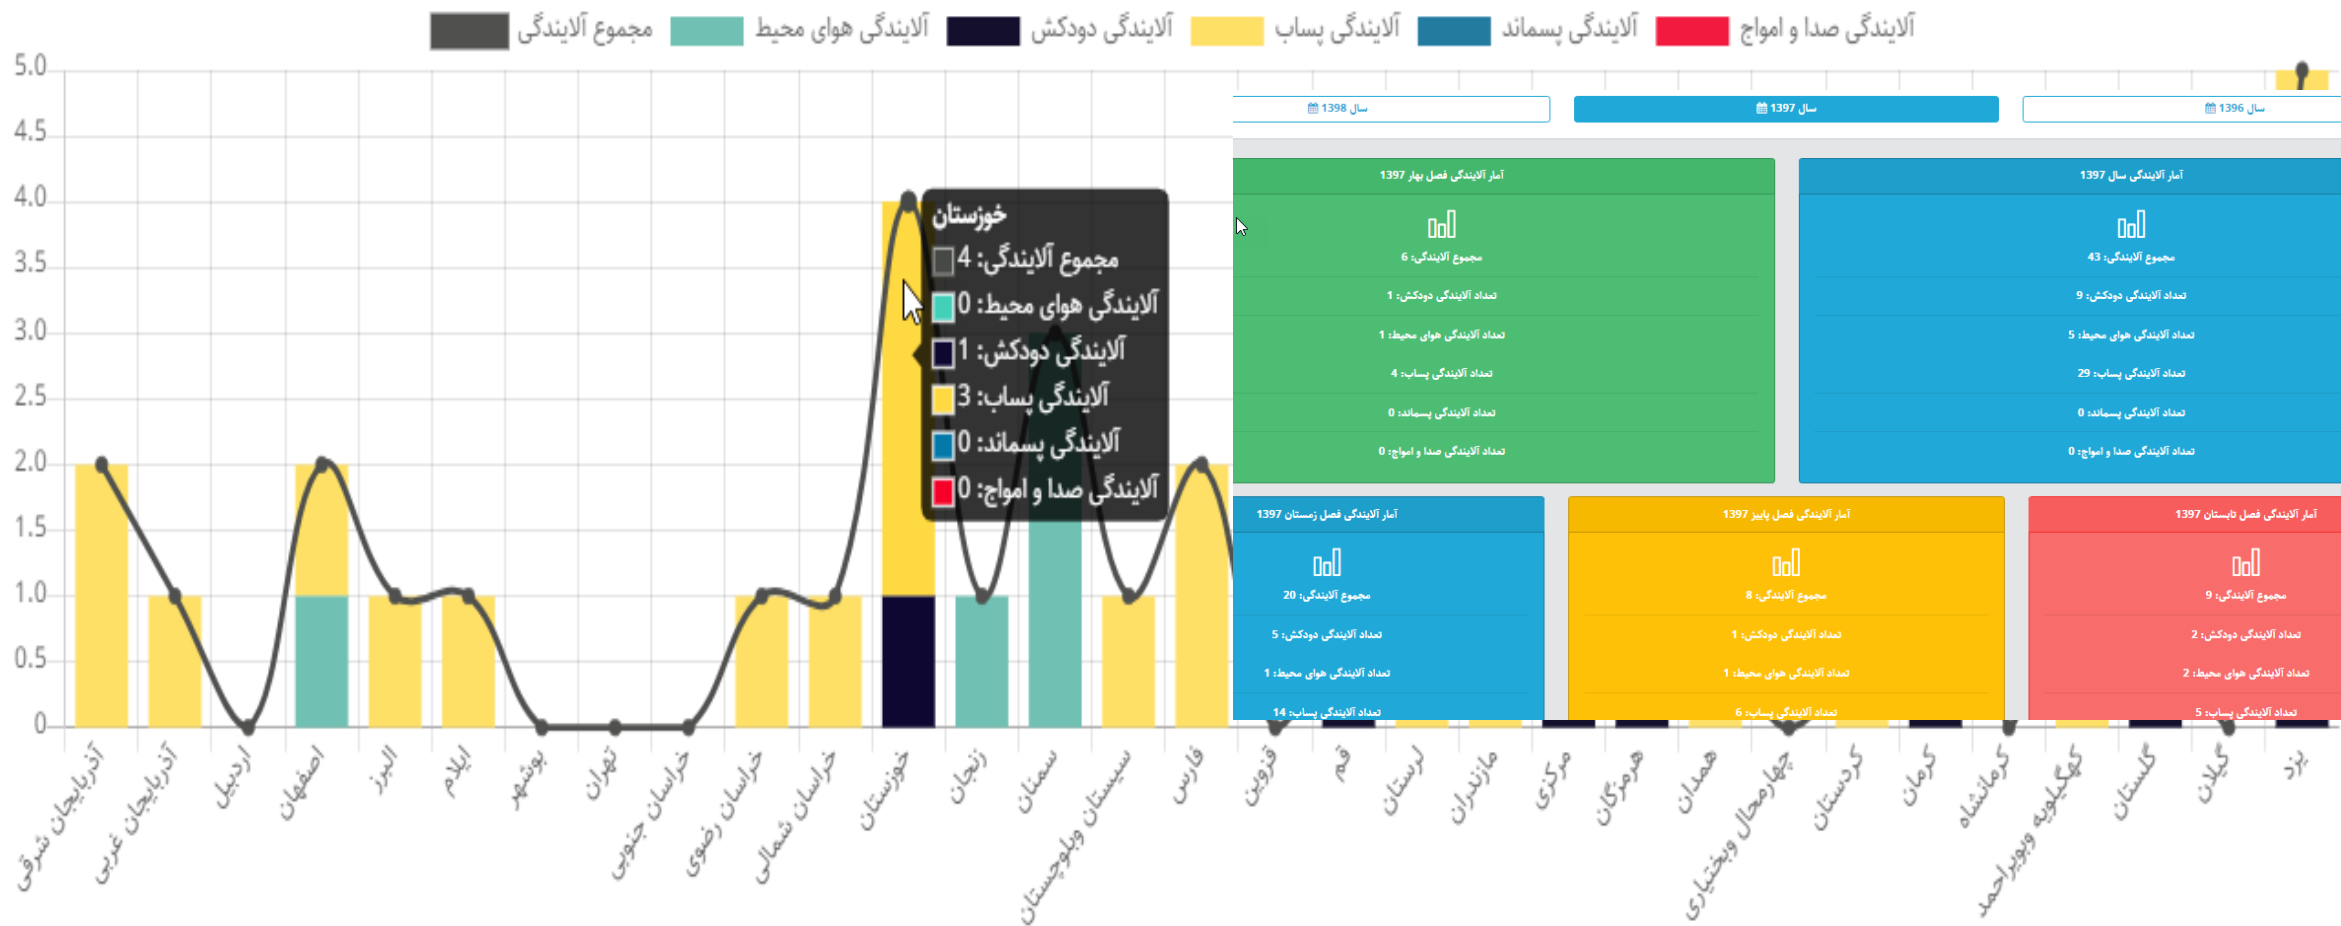 مجموع آلایندگی
آلایندگی هوای محیط
آلایندگی دودکش
آلایندگی پساب
آلایندگی پسماند
آلایندگی صدا و امواج
5.0
4.5
4.0
3.5
3.0
2.5
2.0
1.5
1.0
0.5
0
خوزستان
مجموع آلایندگی: 4
آلایندگی هوای محیط: 0
آلایندگی دودکش: 1
آلایندگی پساب: 3
آلایندگی پسماند: 0
آلایندگی صدا و امواج: 0
سال 1396
سال 1397
سال 1398
آمار آلایندگی سال 1397
مجموع آلایندگی: 43
تعداد آلایندگی دودکش: 9
تعداد آلایندگی هوای محیط: 5
تعداد آلایندگی پساب: 29
تعداد آلایندگی پسماند: 0
تعداد آلایندگی صدا و امواج: 0
آمار آلایندگی فصل بهار 1397
مجموع آلایندگی: 6
تعداد آلایندگی دودکش: 1
تعداد آلایندگی هوای محیط: 1
تعداد آلایندگی پساب: 4
تعداد آلایندگی پسماند: 0
تعداد آلایندگی صدا و امواج: 0
آمار آلایندگی فصل تابستان 1397
مجموع آلایندگی: 9
تعداد آلایندگی دودکش: 2
تعداد آلایندگی هوای محیط: 2
تعداد آلایندگی پساب: 5
آمار آلایندگی فصل پاییز 1397
مجموع آلایندگی: 8
تعداد آلایندگی دودکش: 1
تعداد آلایندگی هوای محیط: 1
تعداد آلایندگی پساب: 6
آمار آلایندگی فصل زمستان 1397
مجموع آلایندگی: 20
تعداد آلایندگی دودکش: 5
تعداد آلایندگی هوای محیط: 1
تعداد آلایندگی پساب: 14
آذربایجان شرقی
آذربایجان غربی
اردبیل
اصفهان
البرز
ایلام
بوشهر
تهران
خراسان جنوبی
خراسان رضوی
خراسان شمالی
خوزستان
زنجان
سمنان
سیستان وبلوچستان
فارس
قزوین
قم
لرستان
مازندران
مرکزی
هرمزگان
همدان
چهارمحال وبختیاری
کردستان
کرمان
کرمانشاه
کهگیلویه وبویراحمد
گلستان
گیلان
یزد